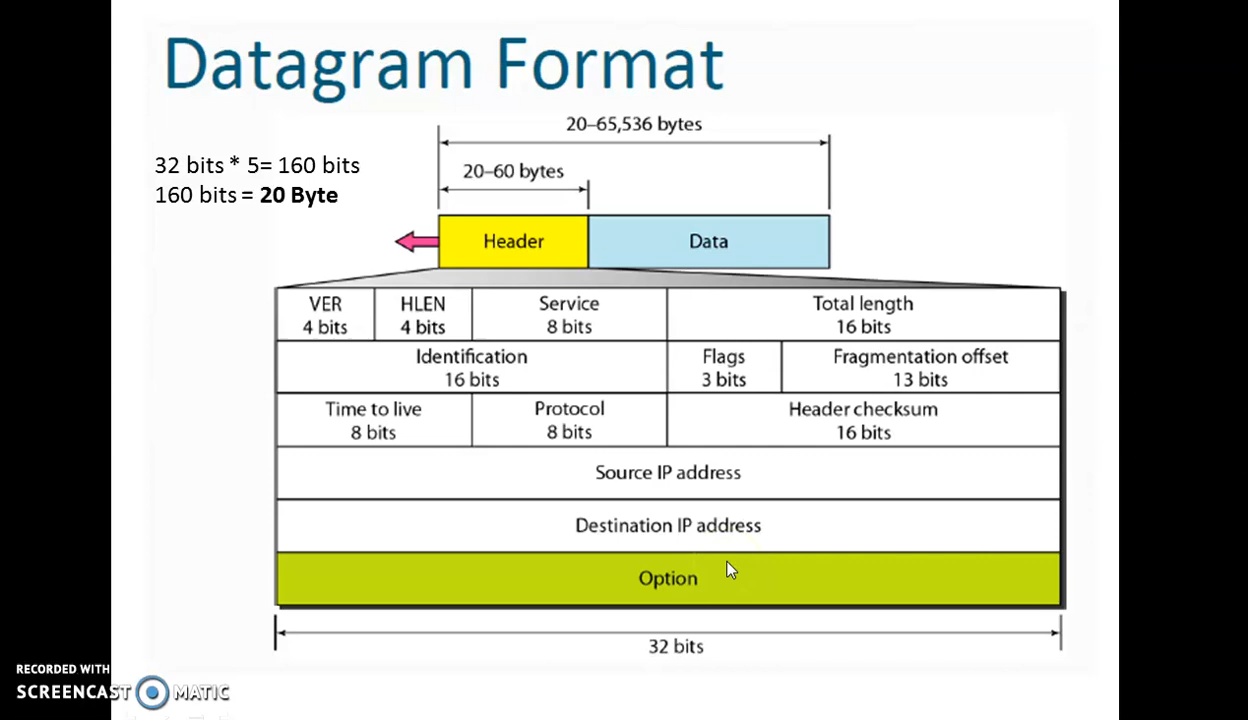 Datagram Format
20–65,536 bytes
32 bits * 5= 160 bits
160 bits = 20 Byte
20–60 bytes
Header
Data
VER
4 bits
HLEN
4 bits
Service
8 bits
Total length
16 bits
Identification
16 bits
Flags
3 bits
Fragmentation offset
13 bits
Time to live
8 bits
Protocol
8 bits
Header checksum
16 bits
Source IP address
Destination IP address
Option
32 bits
RECORDED WITH
SCREENCAST MATIC